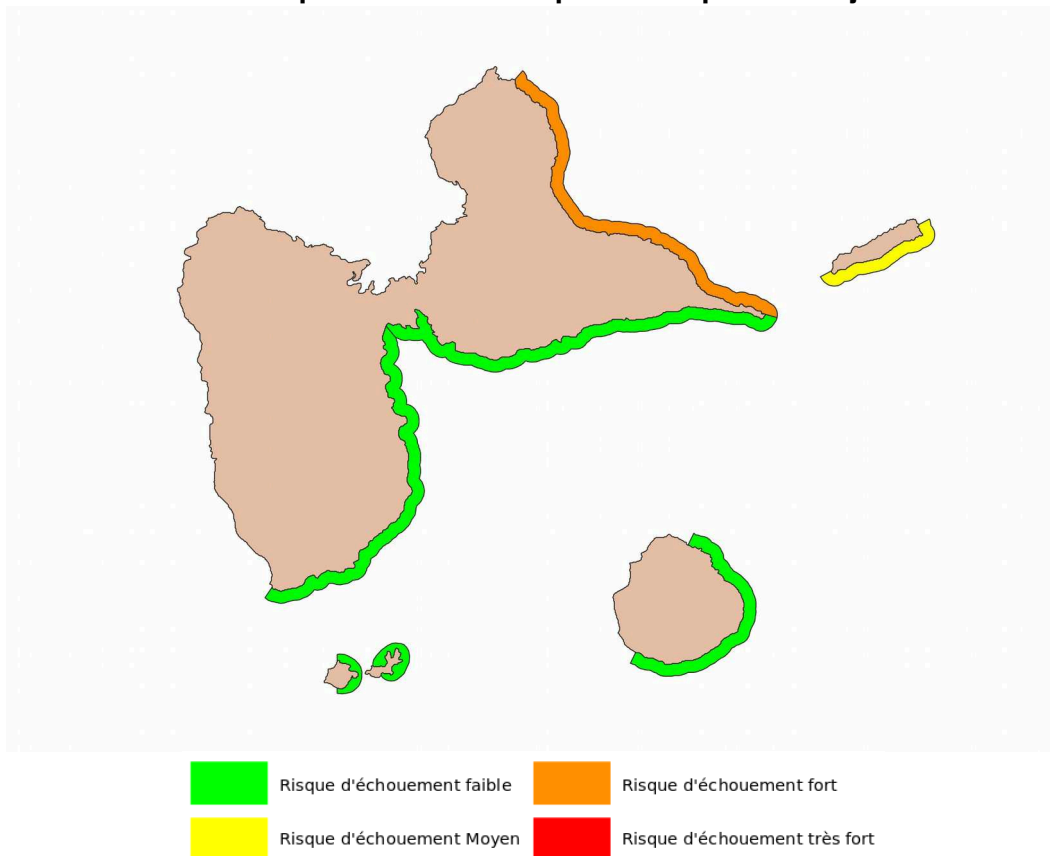 Risque d'échouement faible
Risque d'échouement fort
Risque d'échouement Moyen
Risque d'échouement très fort